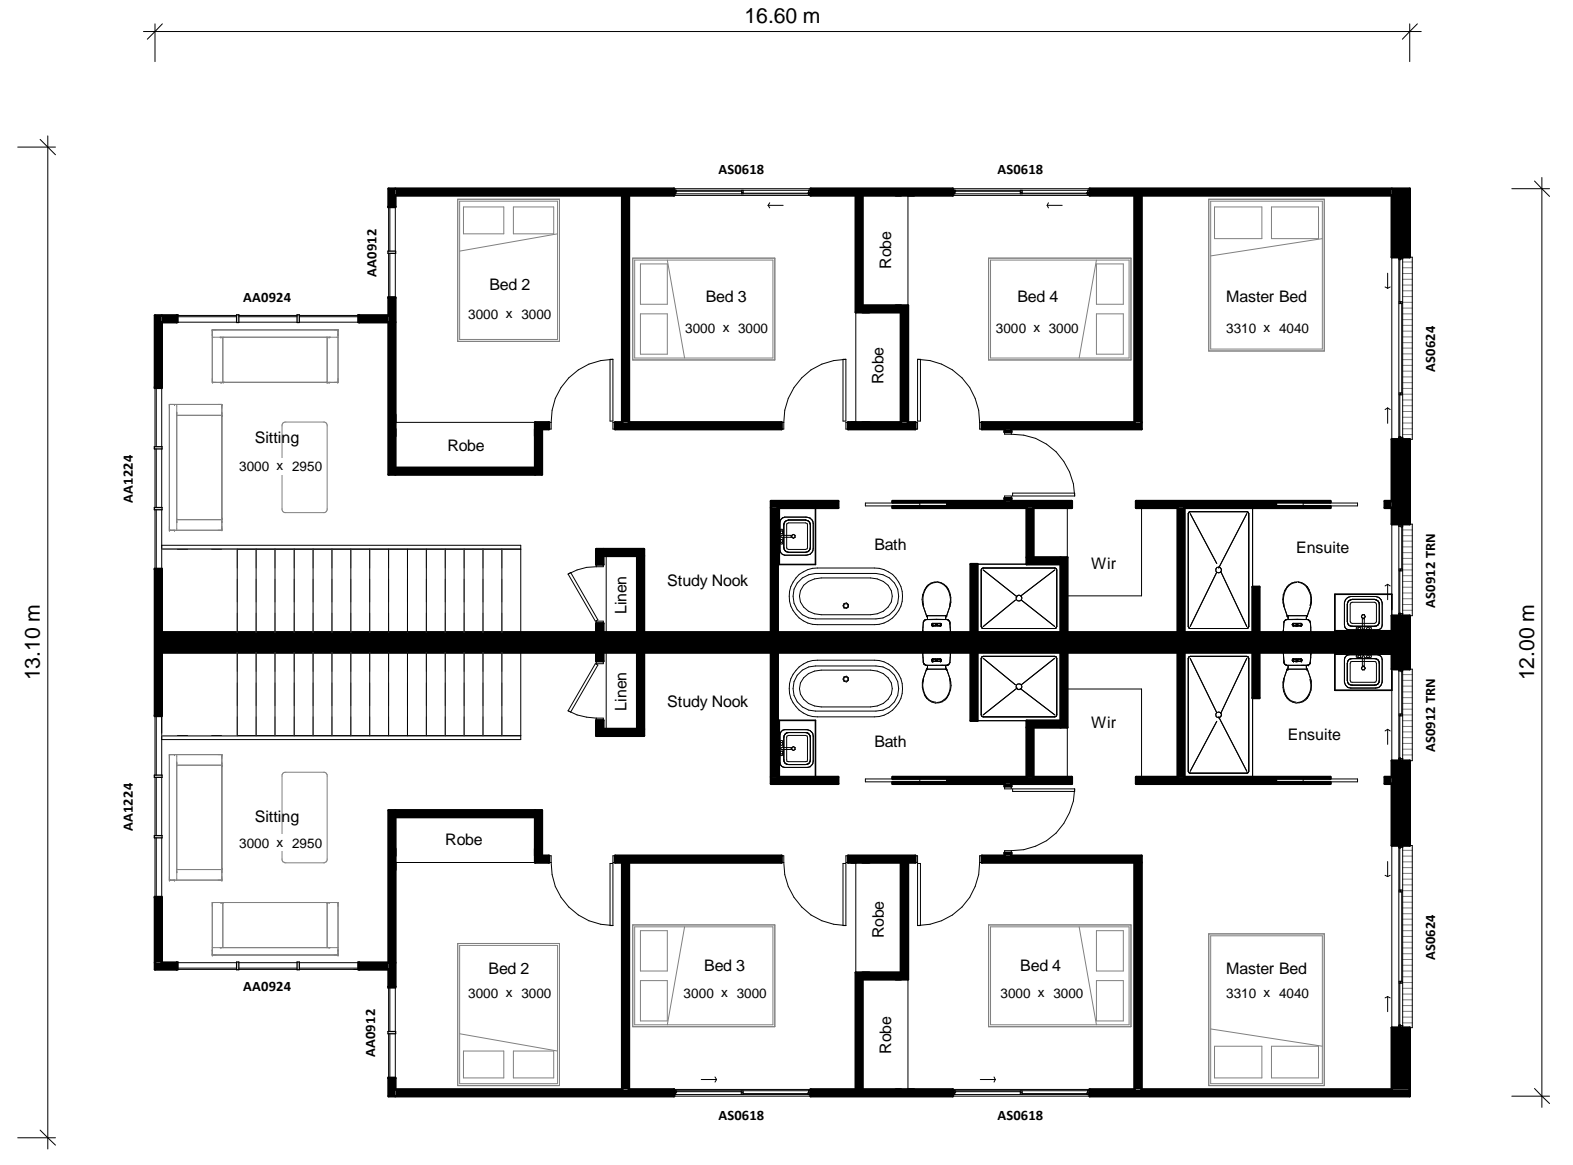 16.60 m
AS0618
AS0618
AA0912
Robe
Bed 2
3000 x 3000
Bed 3
3000 x 3000
Bed 4
3000 x 3000
Master Bed
3310 x 4040
AA0924
AS0624
Robe
Sitting
3000 x 2950
Robe
AA1224
Bath
Wir
Ensuite
AS0912 TRN
Study Nook
Linen
13.10 m
12.00 m
Linen
Study Nook
Wir
Bath
Ensuite
AS0912 TRN
AA1224
Sitting
3000 x 2950
Robe
Robe
AS0624
Bed 2
3000 x 3000
Bed 3
3000 x 3000
Bed 4
3000 x 3000
Master Bed
3310 x 4040
AA0924
AA0912
Robe
AS0618
AS0618